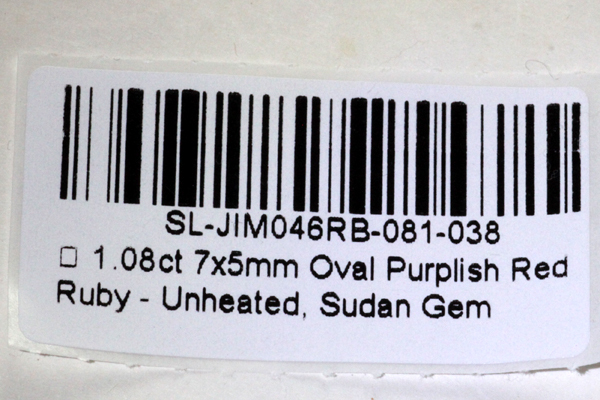 SL-JIM046RB-081-038
□ 1.08ct 7x5mm Oval Purplish Red
Ruby - Unheated, Sudan Gem